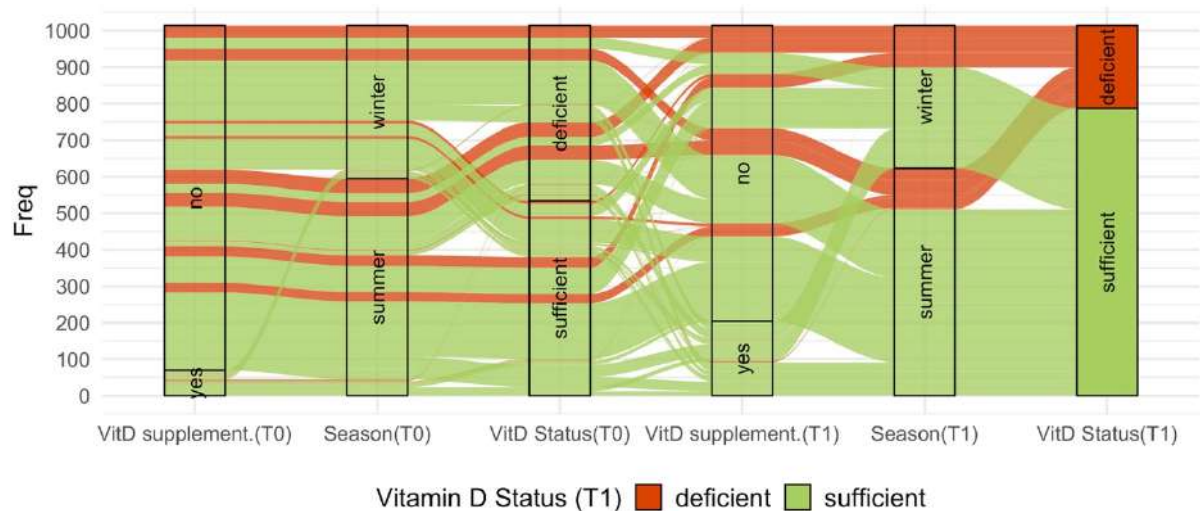 1000
900
800
700
600
500
400
300
200
100
0
Freq
no
yes
winter
summer
deficient
sufficient
no
yes
winter
summer
deficient
sufficient
VitD supplement.(T0) Season(T0) VitD Status(T0) VitD supplement.(T1) Season(T1) VitD Status(T1)
Vitamin D Status (T1) deficient sufficient